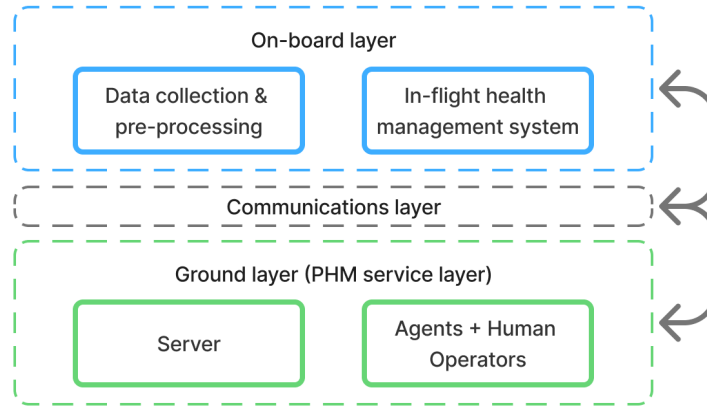 On-board layer
Data collection &
pre-processing
In-flight health
management system
Communications layer
Ground layer (PHM service layer)
Server
Agents + Human
Operators